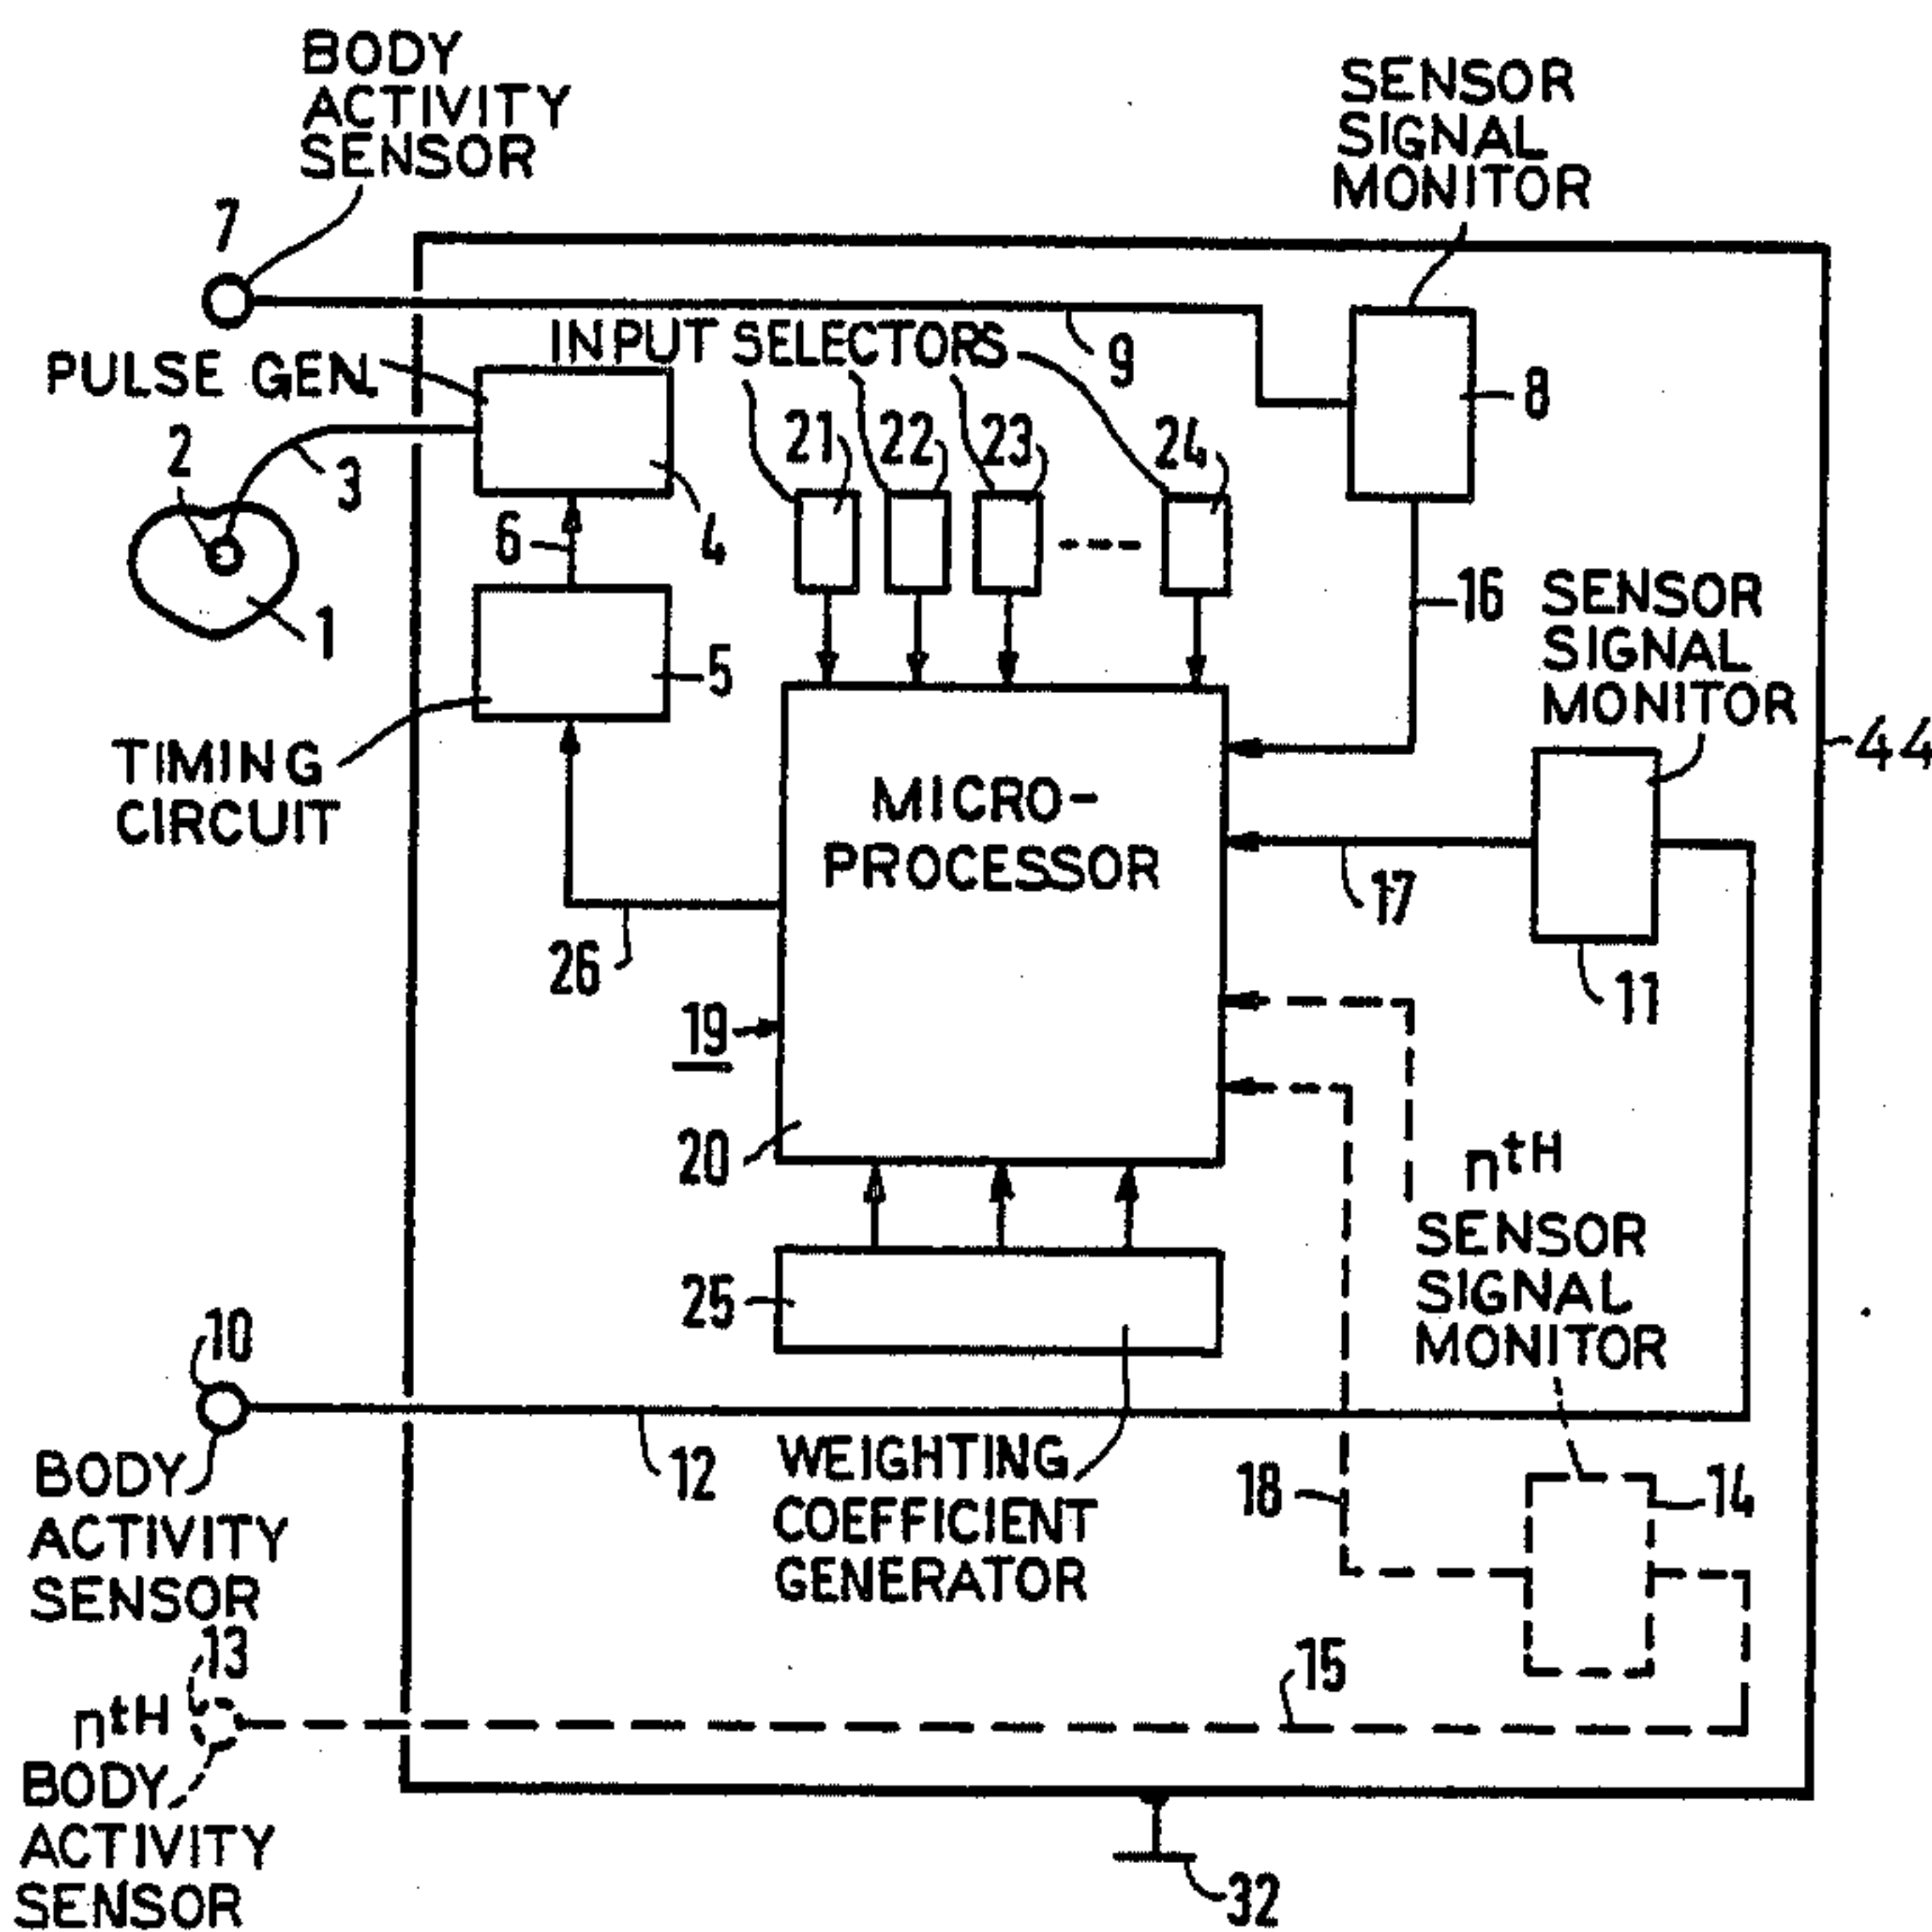 BODY
ACTIVITY
SENSOR
SENSOR
SIGNAL
MONITOR
7
INPUT SELECTORS
9
PULSE GEN.
8
2
3
21
22
23
24
6
4
1
16
SENSOR
SIGNAL
MONITOR
5
44
TIMING
CIRCUIT
MICRO-
PROCESSOR
17
26
11
19
20
ntH
SENSOR
SIGNAL
MONITOR
25
10
BODY
ACTIVITY
SENSOR
12
WEIGHTING
COEFFICIENT
GENERATOR
18
14
13
ntH
BODY
ACTIVITY
SENSOR
15
32